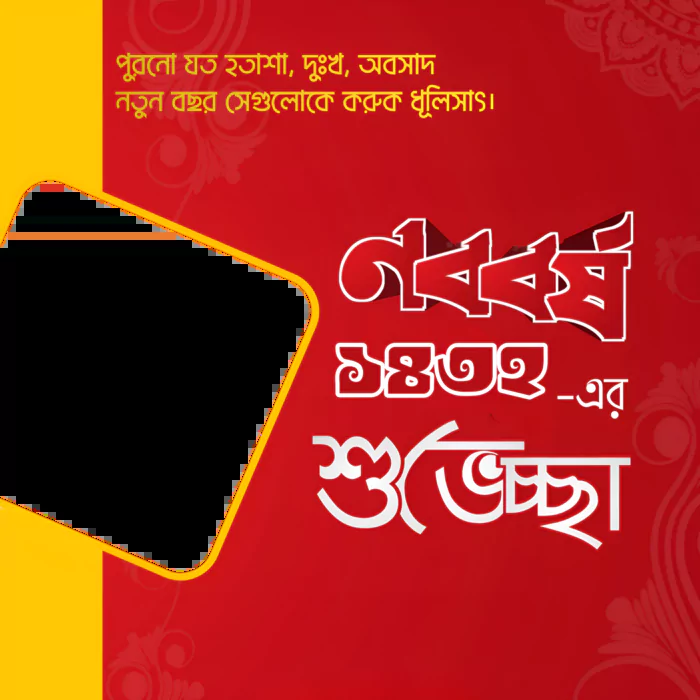 পুরনো যত হতাশা, দুঃখ, অবসাদ
নতুন বছর সেগুলোকে করুক ধূলিসাৎ।
নববর্ষ
১৪৩২ -এর
শুভেচ্ছা